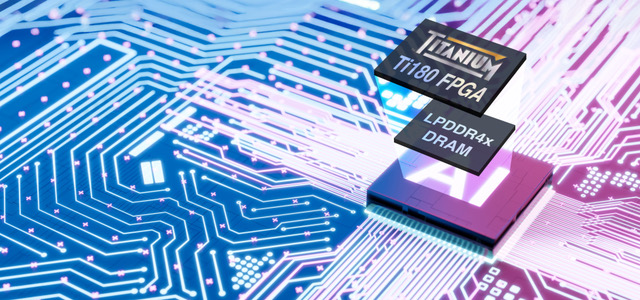 TITANIUM
Ti180 FPGA
LPDDR4x
DRAM
AI